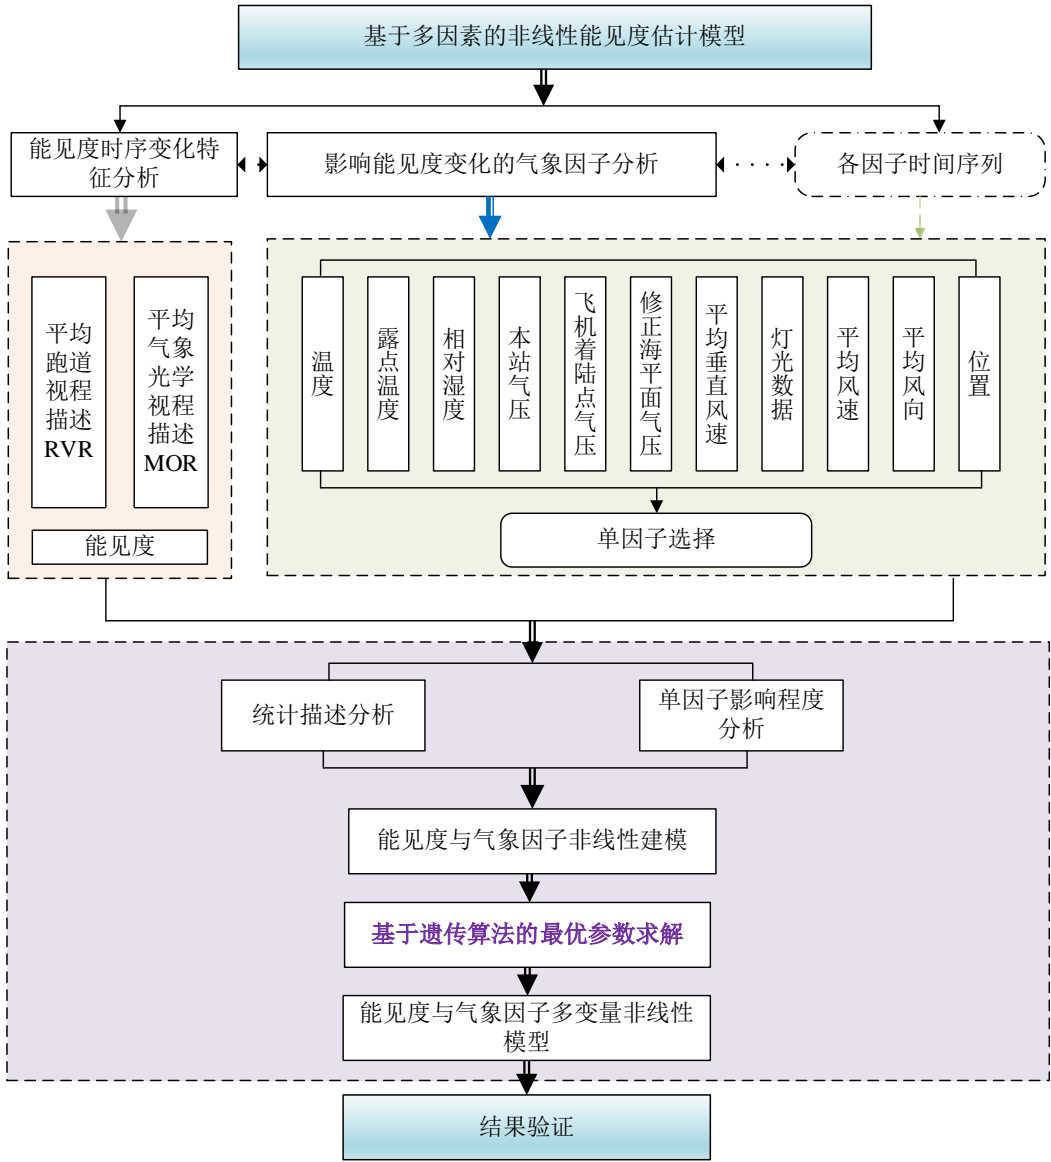 基于多因素的非线性能见度估计模型
能见度时序变化特
征分析
影响能见度变化的气象因子分析
各因子时间序列
平均
跑道
视程
描述
RVR
平均
气象
光学
视程
描述
MOR
能见度
温度
露点温度
相对湿度
本站气压
飞机着陆点气压
修正海平面气压
平均垂直风速
灯光数据
平均风速
平均风向
位置
单因子选择
统计描述分析
单因子影响程度
分析
能见度与气象因子非线性建模
基于遗传算法的最优参数求解
能见度与气象因子多变量非线性
模型
结果验证